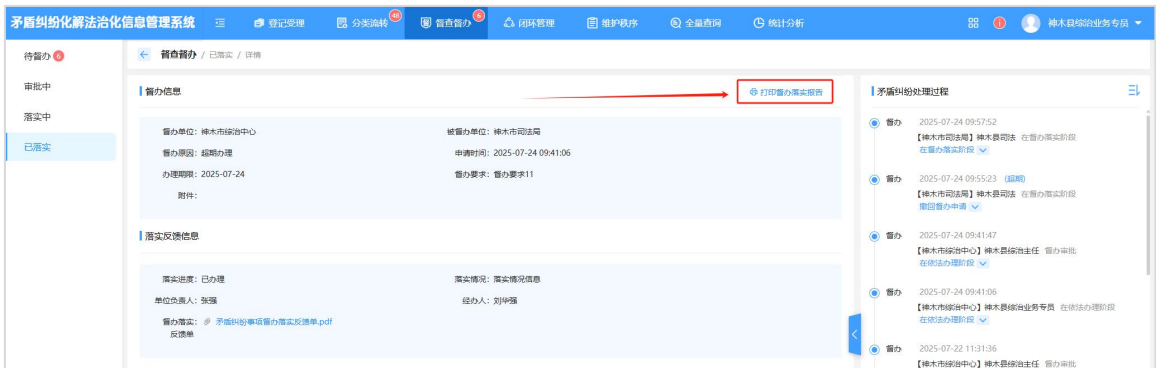 矛盾纠纷化解法治化信息管理系统 登记受理 分类流转 48 督查督办 6 闭环管理 维护秩序 全量查询 统计分析 神木县综治业务专员
待督办 6
审批中
落实中
已落实
督查督办 / 已落实 / 详情
督办信息
打印督办落实报告
督办单位: 神木市综治中心 被督办单位: 神木市司法局
督办原因: 超期办理 申请时间: 2025-07-24 09:41:06
办理期限: 2025-07-24 督办要求: 督办要求11
附件:
落实反馈信息
落实进度: 已办理 落实情况: 落实情况信息
单位负责人: 张强 经办人: 刘华强
督办落实: 矛盾纠纷事项督办落实反馈单.pdf
反馈单
矛盾纠纷处理过程
督办 2025-07-24 09:57:52
【神木市司法局】神木县司法 在督办落实阶段
在督办落实阶段
督办 2025-07-24 09:55:23 (超期)
【神木市司法局】神木县司法 在督办落实阶段
撤回督办申请
督办 2025-07-24 09:41:47
【神木市综治中心】神木县综治主任 督办审批
在依法办理阶段
督办 2025-07-24 09:41:06
【神木市综治中心】神木县综治业务专员 在依法办理阶段
在依法办理阶段
督办 2025-07-22 11:31:36
【神木市综治中心】神木县综治主任 督办审批